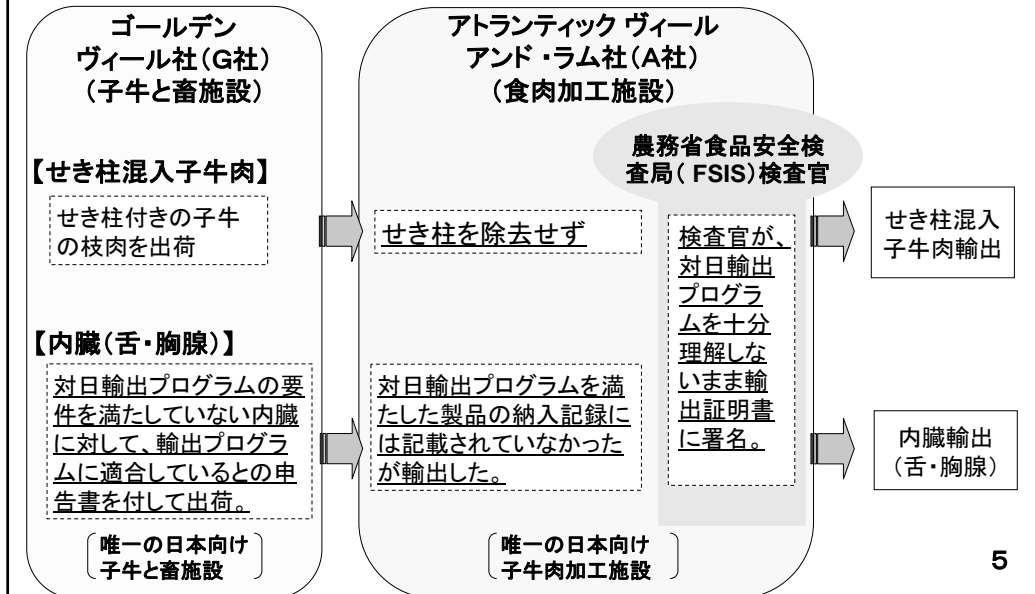 ゴールデン
ヴィール社(G社)
(子牛と畜施設)
アトランティック ヴィール
アンド ・ラム社(A社)
(食肉加工施設)
農務省食品安全検
査局( FSIS)検査官
【せき柱混入子牛肉】
せき柱付きの子牛
の枝肉を出荷
せき柱を除去せず
検査官が、
対日輸出
プログラ
ムを十分
理解しな
いまま輸
出証明書
に署名。
せき柱混入
子牛肉輸出
【内臓(舌・胸腺)】
対日輸出プログラムの要
件を満たしていない内臓
に対して、輸出プログラ
ムに適合しているとの申
告書を付して出荷。
対日輸出プログラムを満
たした製品の納入記録に
は記載されていなかった
が輸出した。
内臓輸出
(舌・胸腺)
唯一の日本向け
子牛と畜施設
唯一の日本向け
子牛肉加工施設
5